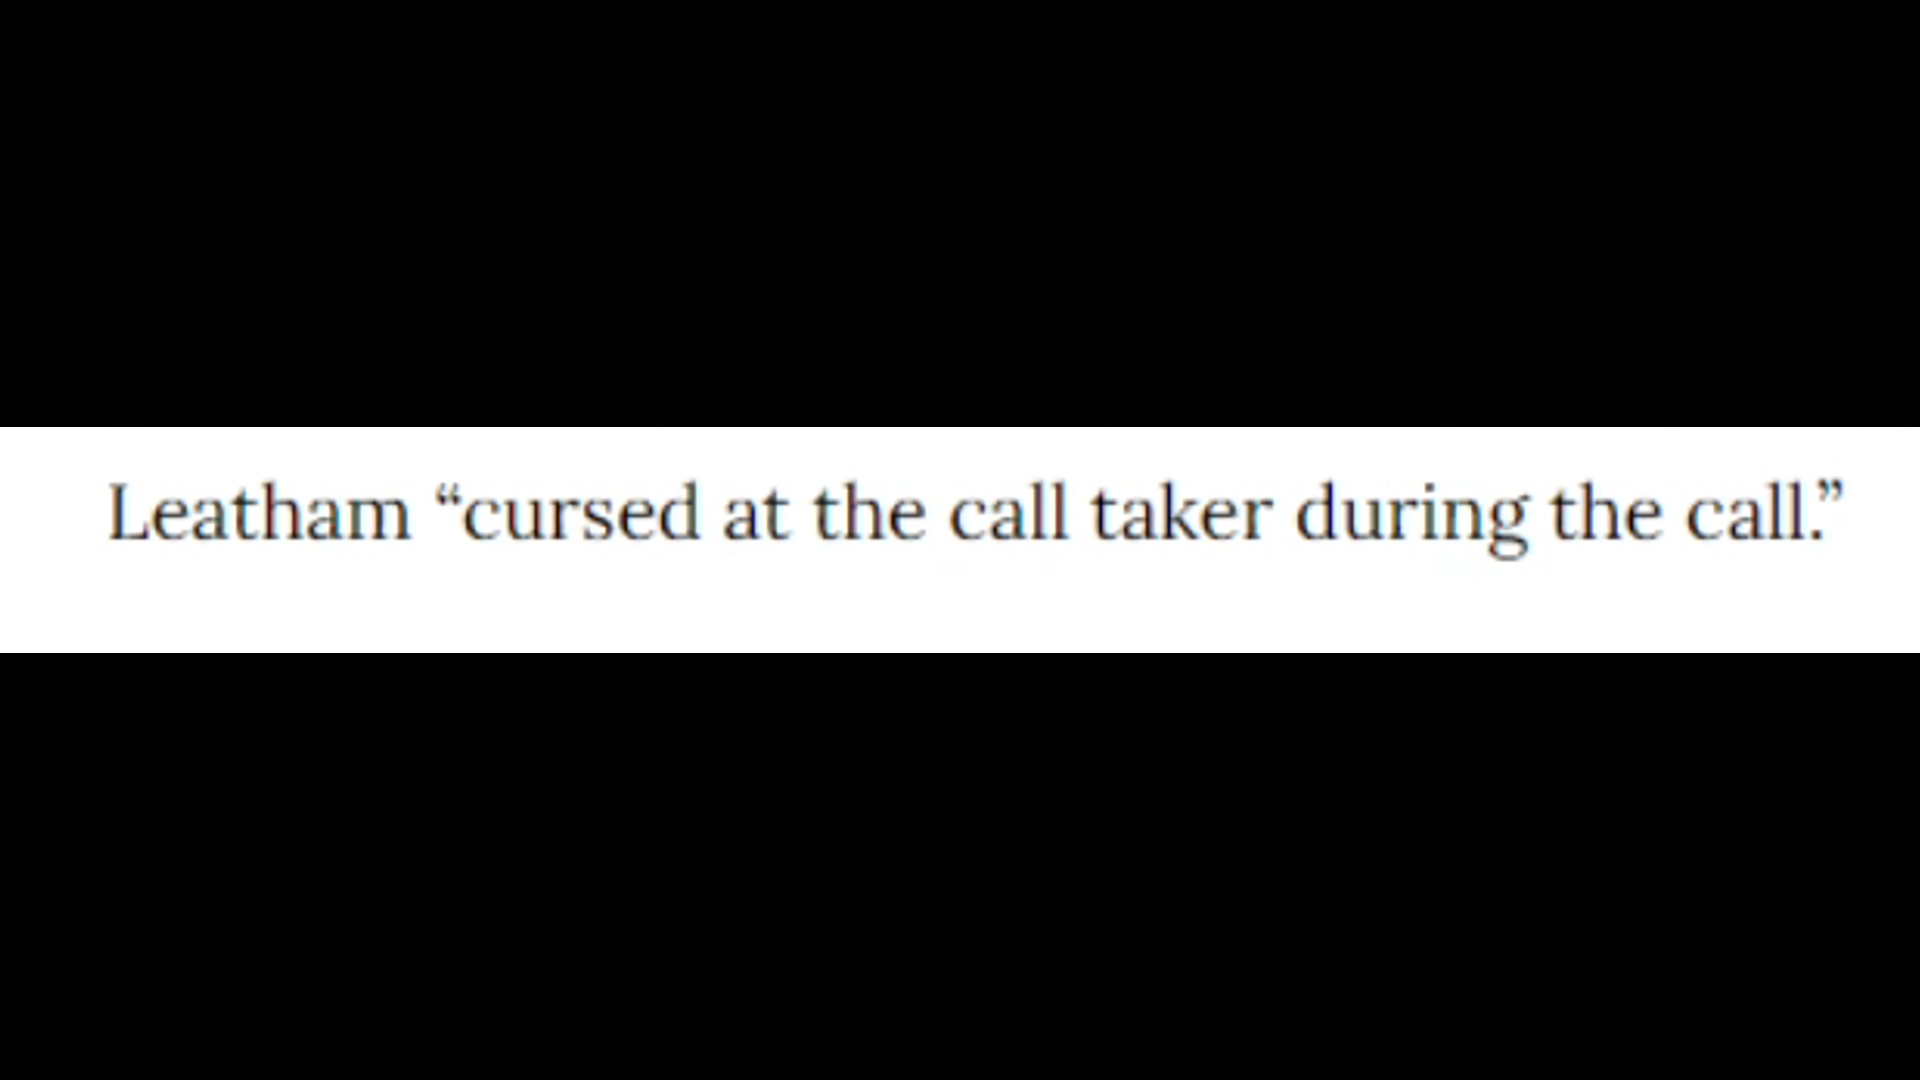 Leatham “cursed at the call taker during the call.”